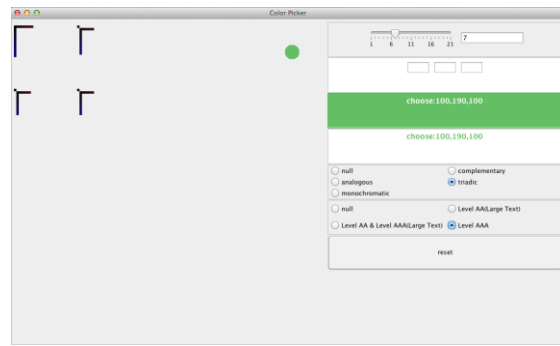 Color Picker
1 6 11 16 21
7
choose:100,190,100
choose:100,190,100
null
complementary
analogous
triadic
monochromatic
null
Level AA(Large Text)
Level AA & Level AAA(Large Text)
Level AAA
reset